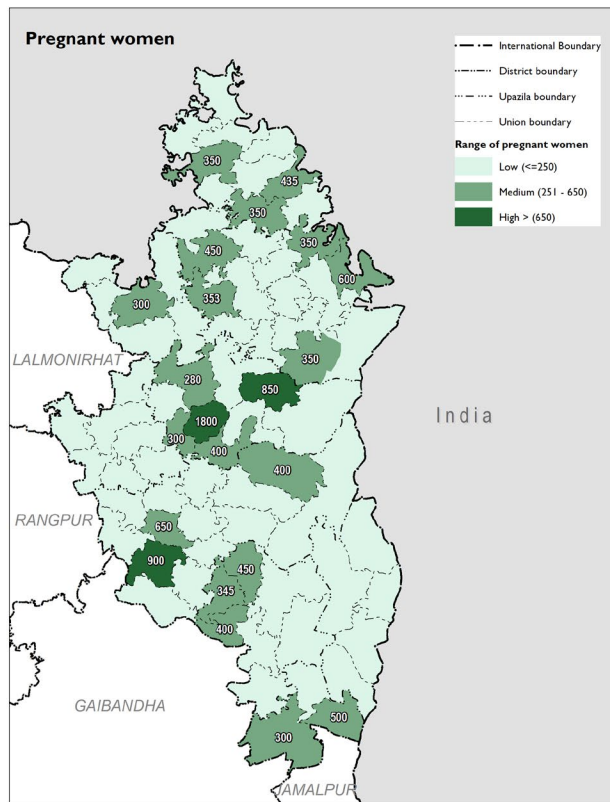 Pregnant women
International Boundary
District boundary
Upazila boundary
Union boundary
Range of pregnant women
Low (<=250)
Medium (251 - 650)
High > (650)
350
435
350
350
450
600
353
300
350
LALMONIRHAT
280
850
India
1800
300
400
400
RANGPUR
650
900
450
345
400
GAIBANDHA
500
300
JAMALPUR